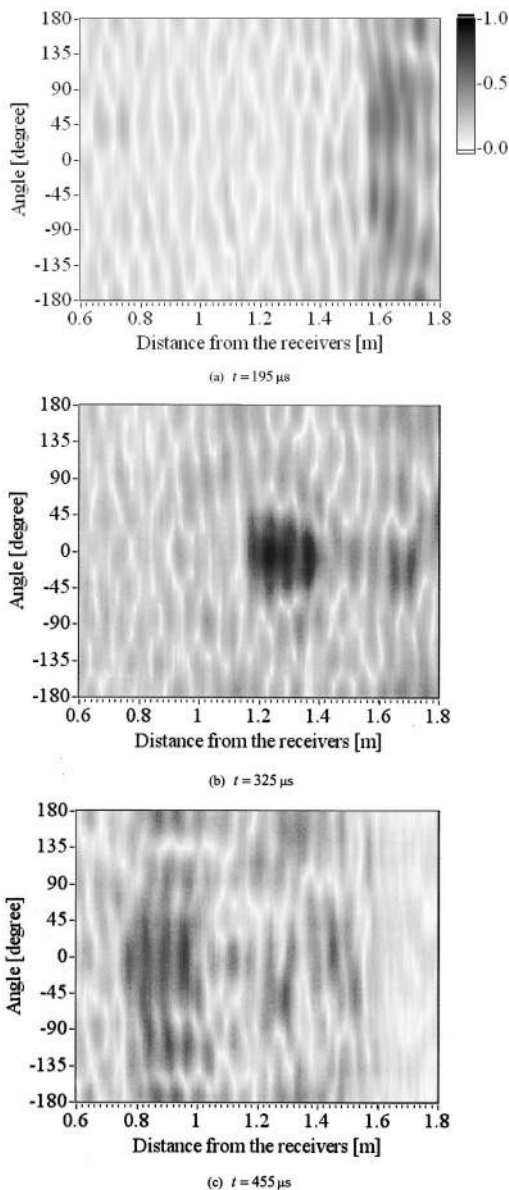 180
135
90
45
0
-45
-90
-135
-180
Angle [degree]
0.6 0.8 1 1.2 1.4 1.6 1.8
Distance from the receivers [m]
1.0
0.5
0.0
(a) t = 195 μs
180
135
90
45
0
-45
-90
-135
-180
Angle [degree]
0.6 0.8 1 1.2 1.4 1.6 1.8
Distance from the receivers [m]
(b) t = 325 μs
180
135
90
45
0
-45
-90
-135
-180
Angle [degree]
0.6 0.8 1 1.2 1.4 1.6 1.8
Distance from the receivers [m]
(c) t = 455 μs